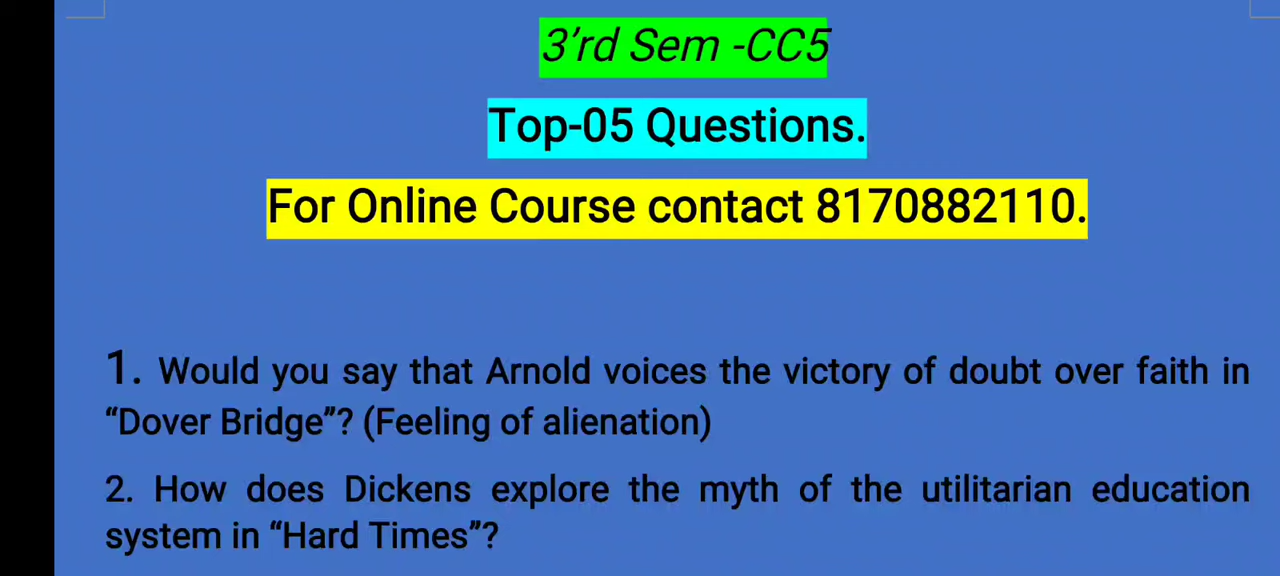 3’rd Sem -CC5
Top-05 Questions.
For Online Course contact 8170882110.
1. Would you say that Arnold voices the victory of doubt over faith in
“Dover Bridge”? (Feeling of alienation)
2. How does Dickens explore the myth of the utilitarian education
system in “Hard Times”?